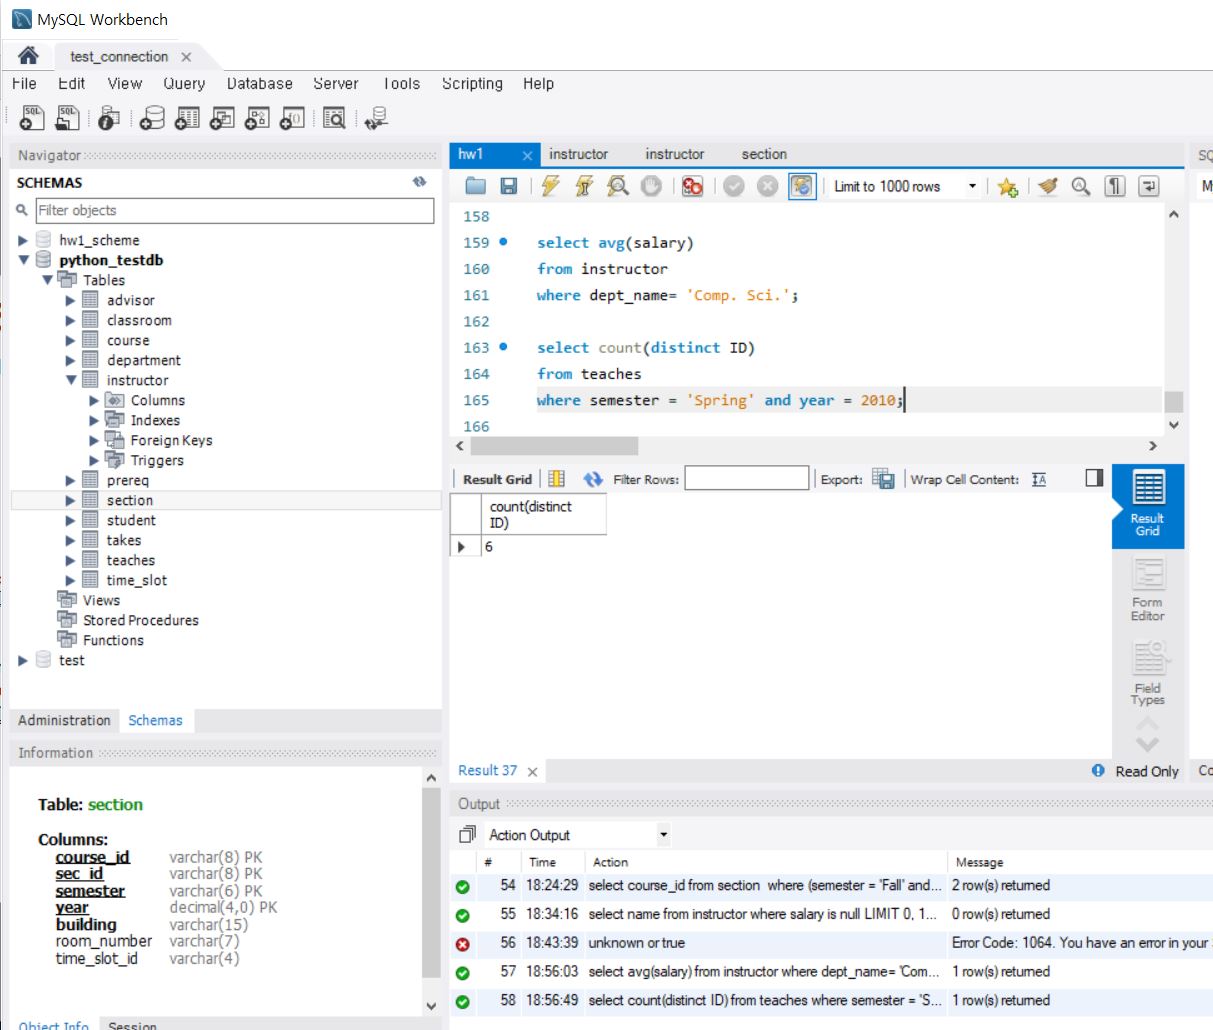 MySQL Workbench
test_connection
File Edit View Query Database Server Tools Scripting Help
Navigator
SCHEMAS
Filter objects
hw1_scheme
python_testdb
Tables
advisor
classroom
course
department
instructor
Columns
Indexes
Foreign Keys
Triggers
prereq
section
student
takes
teaches
time_slot
Views
Stored Procedures
Functions
test
Administration Schemas
Information
Table: section
Columns:
course_id varchar(8) PK
sec_id varchar(8) PK
semester varchar(6) PK
year decimal(4,0) PK
building varchar(15)
room_number varchar(7)
time_slot_id varchar(4)
Object Info Session
hw1 instructor instructor section
Limit to 1000 rows
158
159 select avg(salary)
160 from instructor
161 where dept_name= 'Comp. Sci.';
162
163 select count(distinct ID)
164 from teaches
165 where semester = 'Spring' and year = 2010;
166
Result Grid Filter Rows: Export: Wrap Cell Content:
count(distinct
ID)
6
Result
Grid
Form
Editor
Field
Types
Result 37 Read Only
Output
Action Output
# Time Action Message
54 18:24:29 select course_id from section where (semester = 'Fall' and... 2 row(s) returned
55 18:34:16 select name from instructor where salary is null LIMIT 0, 1... 0 row(s) returned
56 18:43:39 unknown or true Error Code: 1064. You have an error in your
57 18:56:03 select avg(salary) from instructor where dept_name= 'Com... 1 row(s) returned
58 18:56:49 select count(distinct ID) from teaches where semester = 'S... 1 row(s) returned